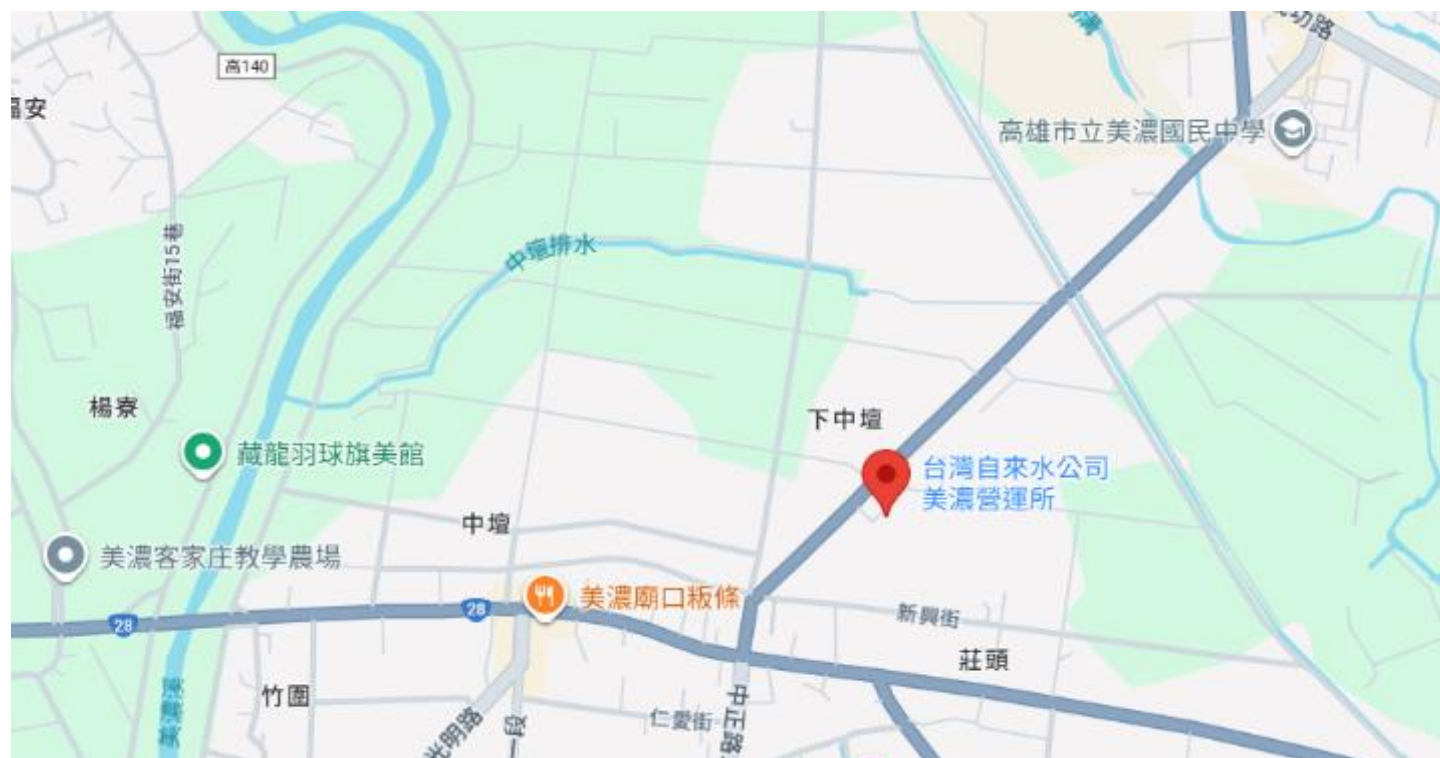 高140
安
高雄市立美濃國民中學
中壇排水
福安街15巷
楊寮
下中壇
藏龍羽球旗美館
台灣自來水公司
美濃營運所
中壇
美濃客家庄教學農場
美濃廟口粄條
28
28
新興街
莊頭
竹圍
美濃溪
仁愛街
中正路
光明路
一段